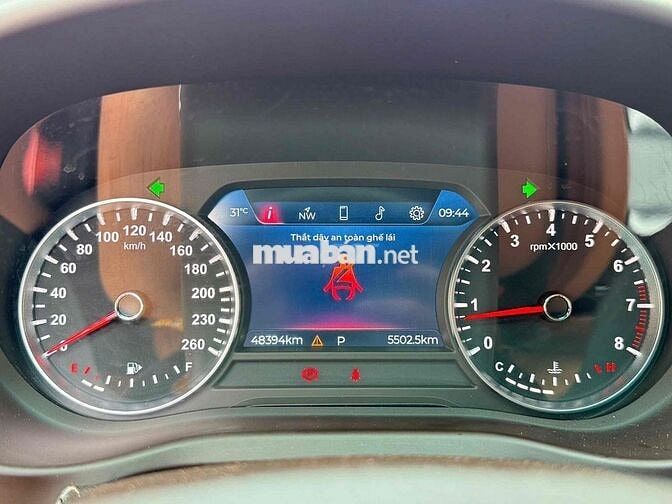 31°C i NW 09:44
Thắt dây an toàn ghế lái
muaban.net
48394km P 5502.5km
0 20 40 60 80 100 120 140 160 180 200 230 260
km/h
E F
0 1 2 3 4 5 6 7 8
rpmX1000
C H